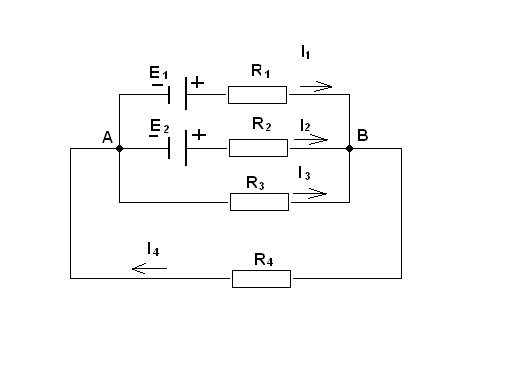 I1
E1 - + R1
A E2 - + R2 I2 B
R3 I3
I4 R4